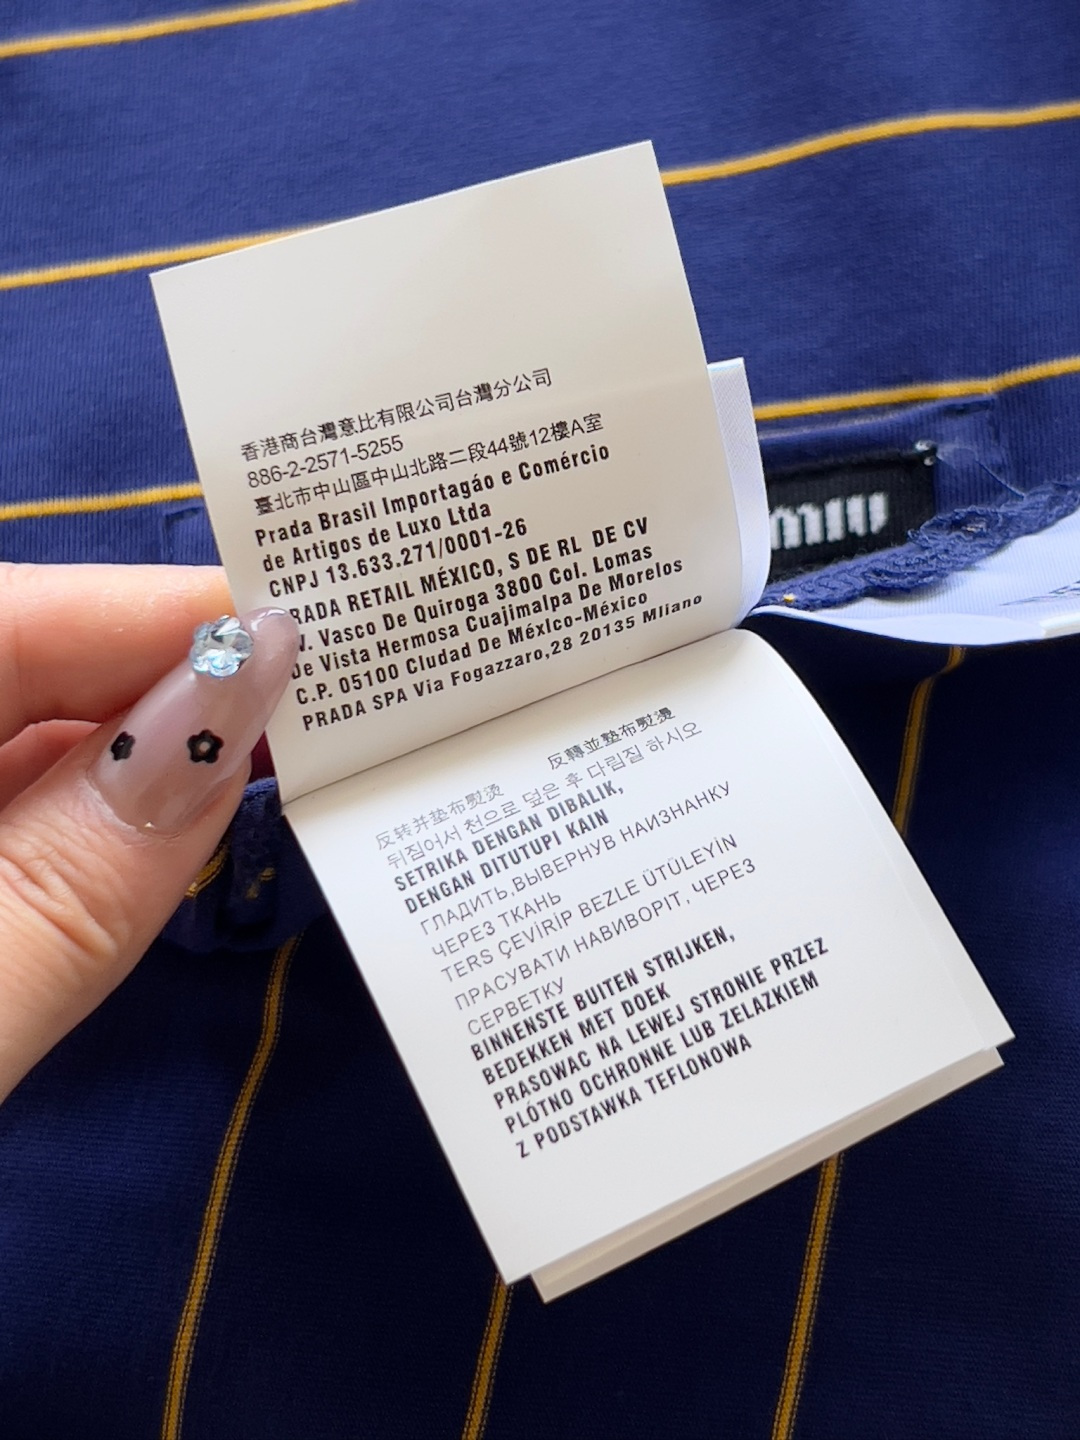 香港商台灣意比有限公司台灣分公司
886-2-2571-5255
臺北市中山區中山北路二段44號12樓A室
Prada Brasil Importagáo e Comércio
de Artigos de Luxo Ltda
CNPJ 13.633.271/0001-26
RADA RETAIL MÉXICO, S DE RL DE CV
V. Vasco De Quiroga 3800 Col. Lomas
De Vista Hermosa Cuajimalpa De Morelos
C.P. 05100 Cludad De MéxIco-México
PRADA SPA Via Fogazzaro,28 20135 Mliano
反轉並墊布熨燙
反转并垫布熨烫
뒤짐어서 천으로 덮은 후 다림질 하시오
SETRIKA DENGAN DIBALIK,
DENGAN DITUTUPI KAIN
ГЛАДИТЬ,ВЫВЕРНУВ НАИЗНАНКУ
ЧЕРЕЗ ТКАНЬ
TERS ÇEVİRİP BEZLE ÜTÜLEYİN
ПРАСУВАТИ НАВИВОРІТ, ЧЕРЕЗ
СЕРВЕТКУ
BINNENSTE BUITEN STRIJKEN,
BEDEKKEN MET DOEK
PRASOWAC NA LEWEJ STRONIE PRZEZ
PLÓTNO OCHRONNE LUB ZELAZKIEM
Z PODSTAWKA TEFLONOWA